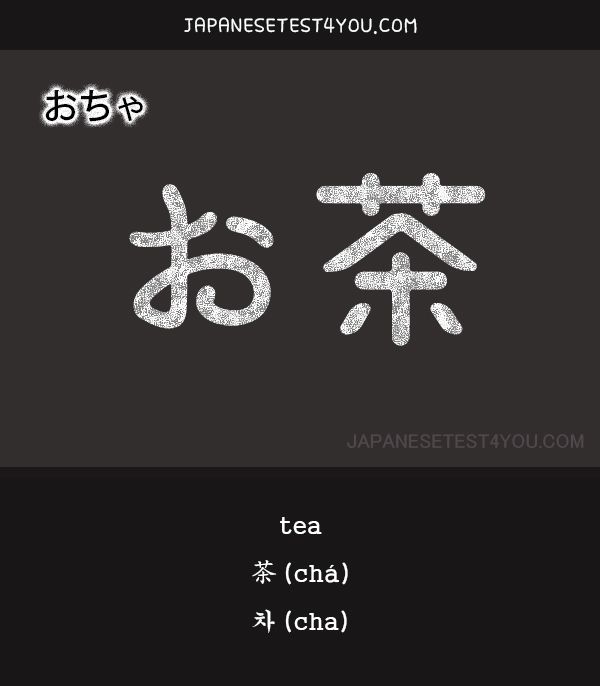 JAPANESETEST4YOU.COM
おちゃ
お茶
JAPANESETEST4YOU.COM
tea
茶 (chá)
차 (cha)